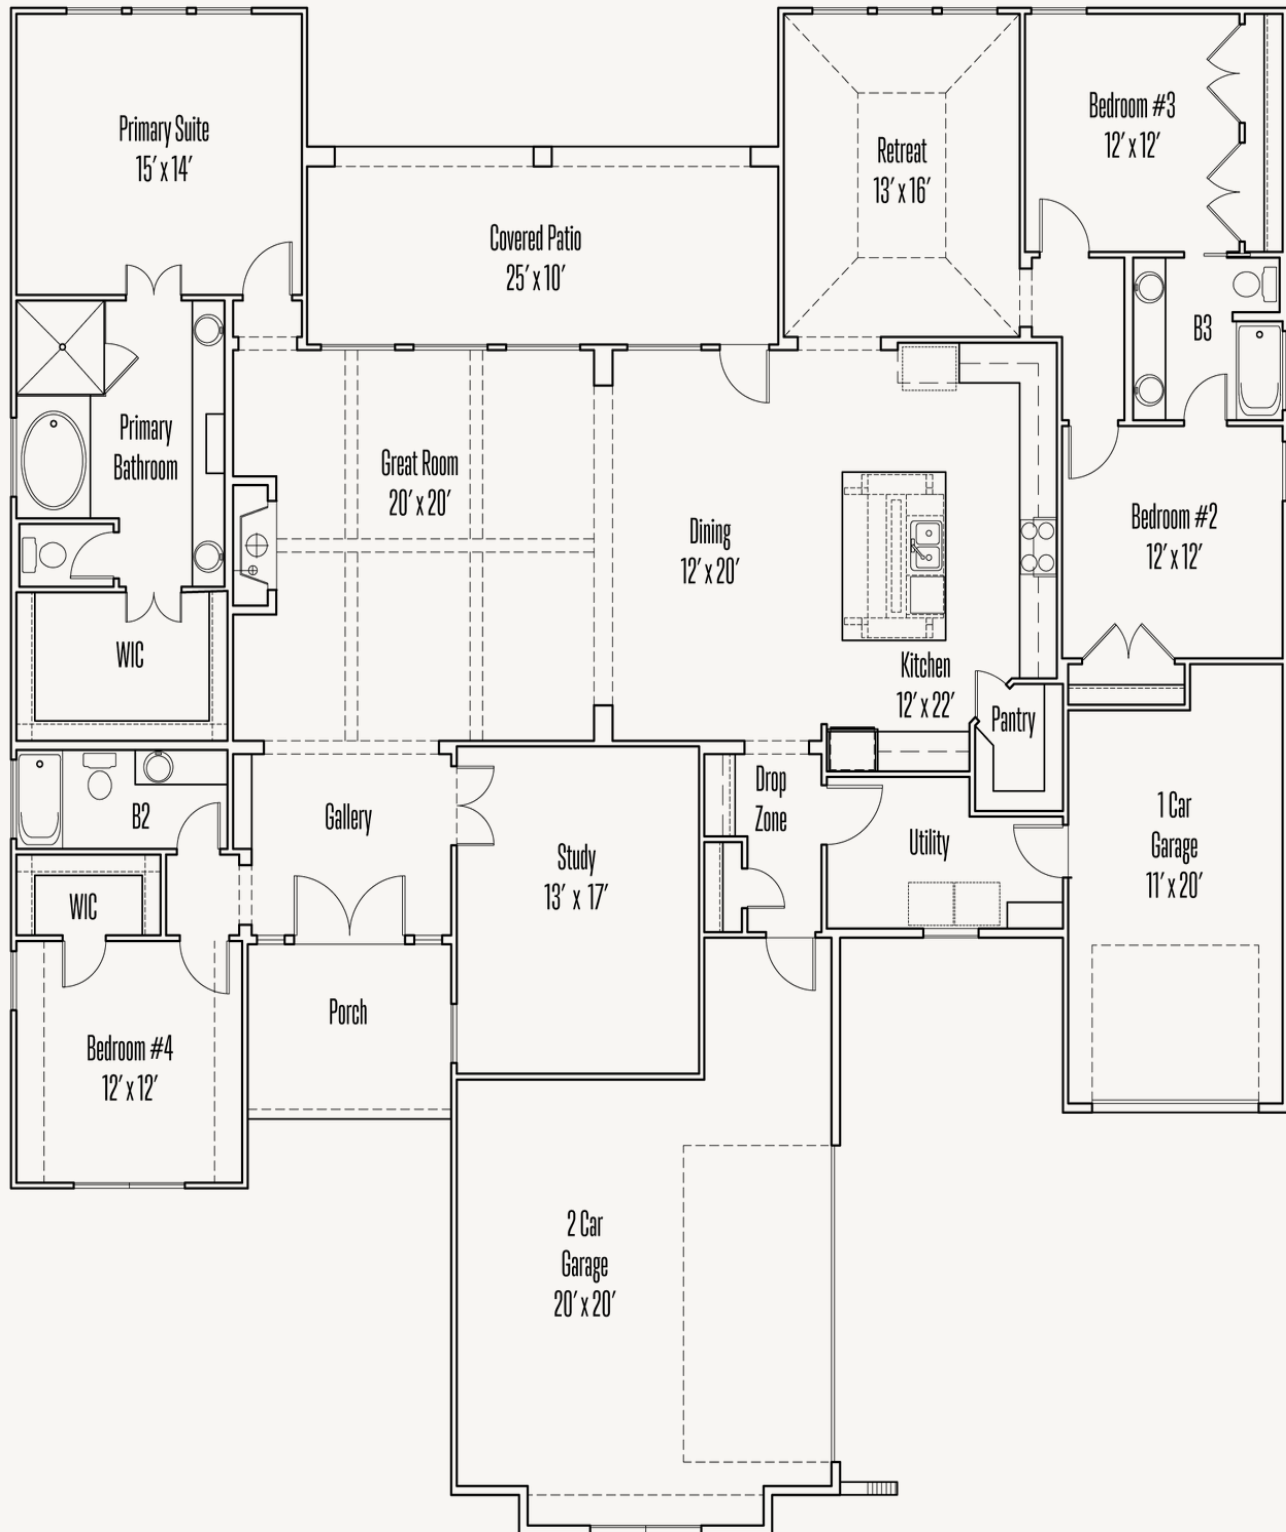 Primary Suite
15' x 14'
Covered Patio
25' x 10'
Retreat
13' x 16'
Bedroom #3
12' x 12'
B3
Primary
Bathroom
Great Room
20' x 20'
Dining
12' x 20'
Bedroom #2
12' x 12'
WIC
Kitchen
12' x 22'
Pantry
B2
Gallery
Drop
Zone
Utility
1 Car
Garage
11' x 20'
Study
13' x 17'
WIC
Porch
Bedroom #4
12' x 12'
2 Car
Garage
20' x 20'